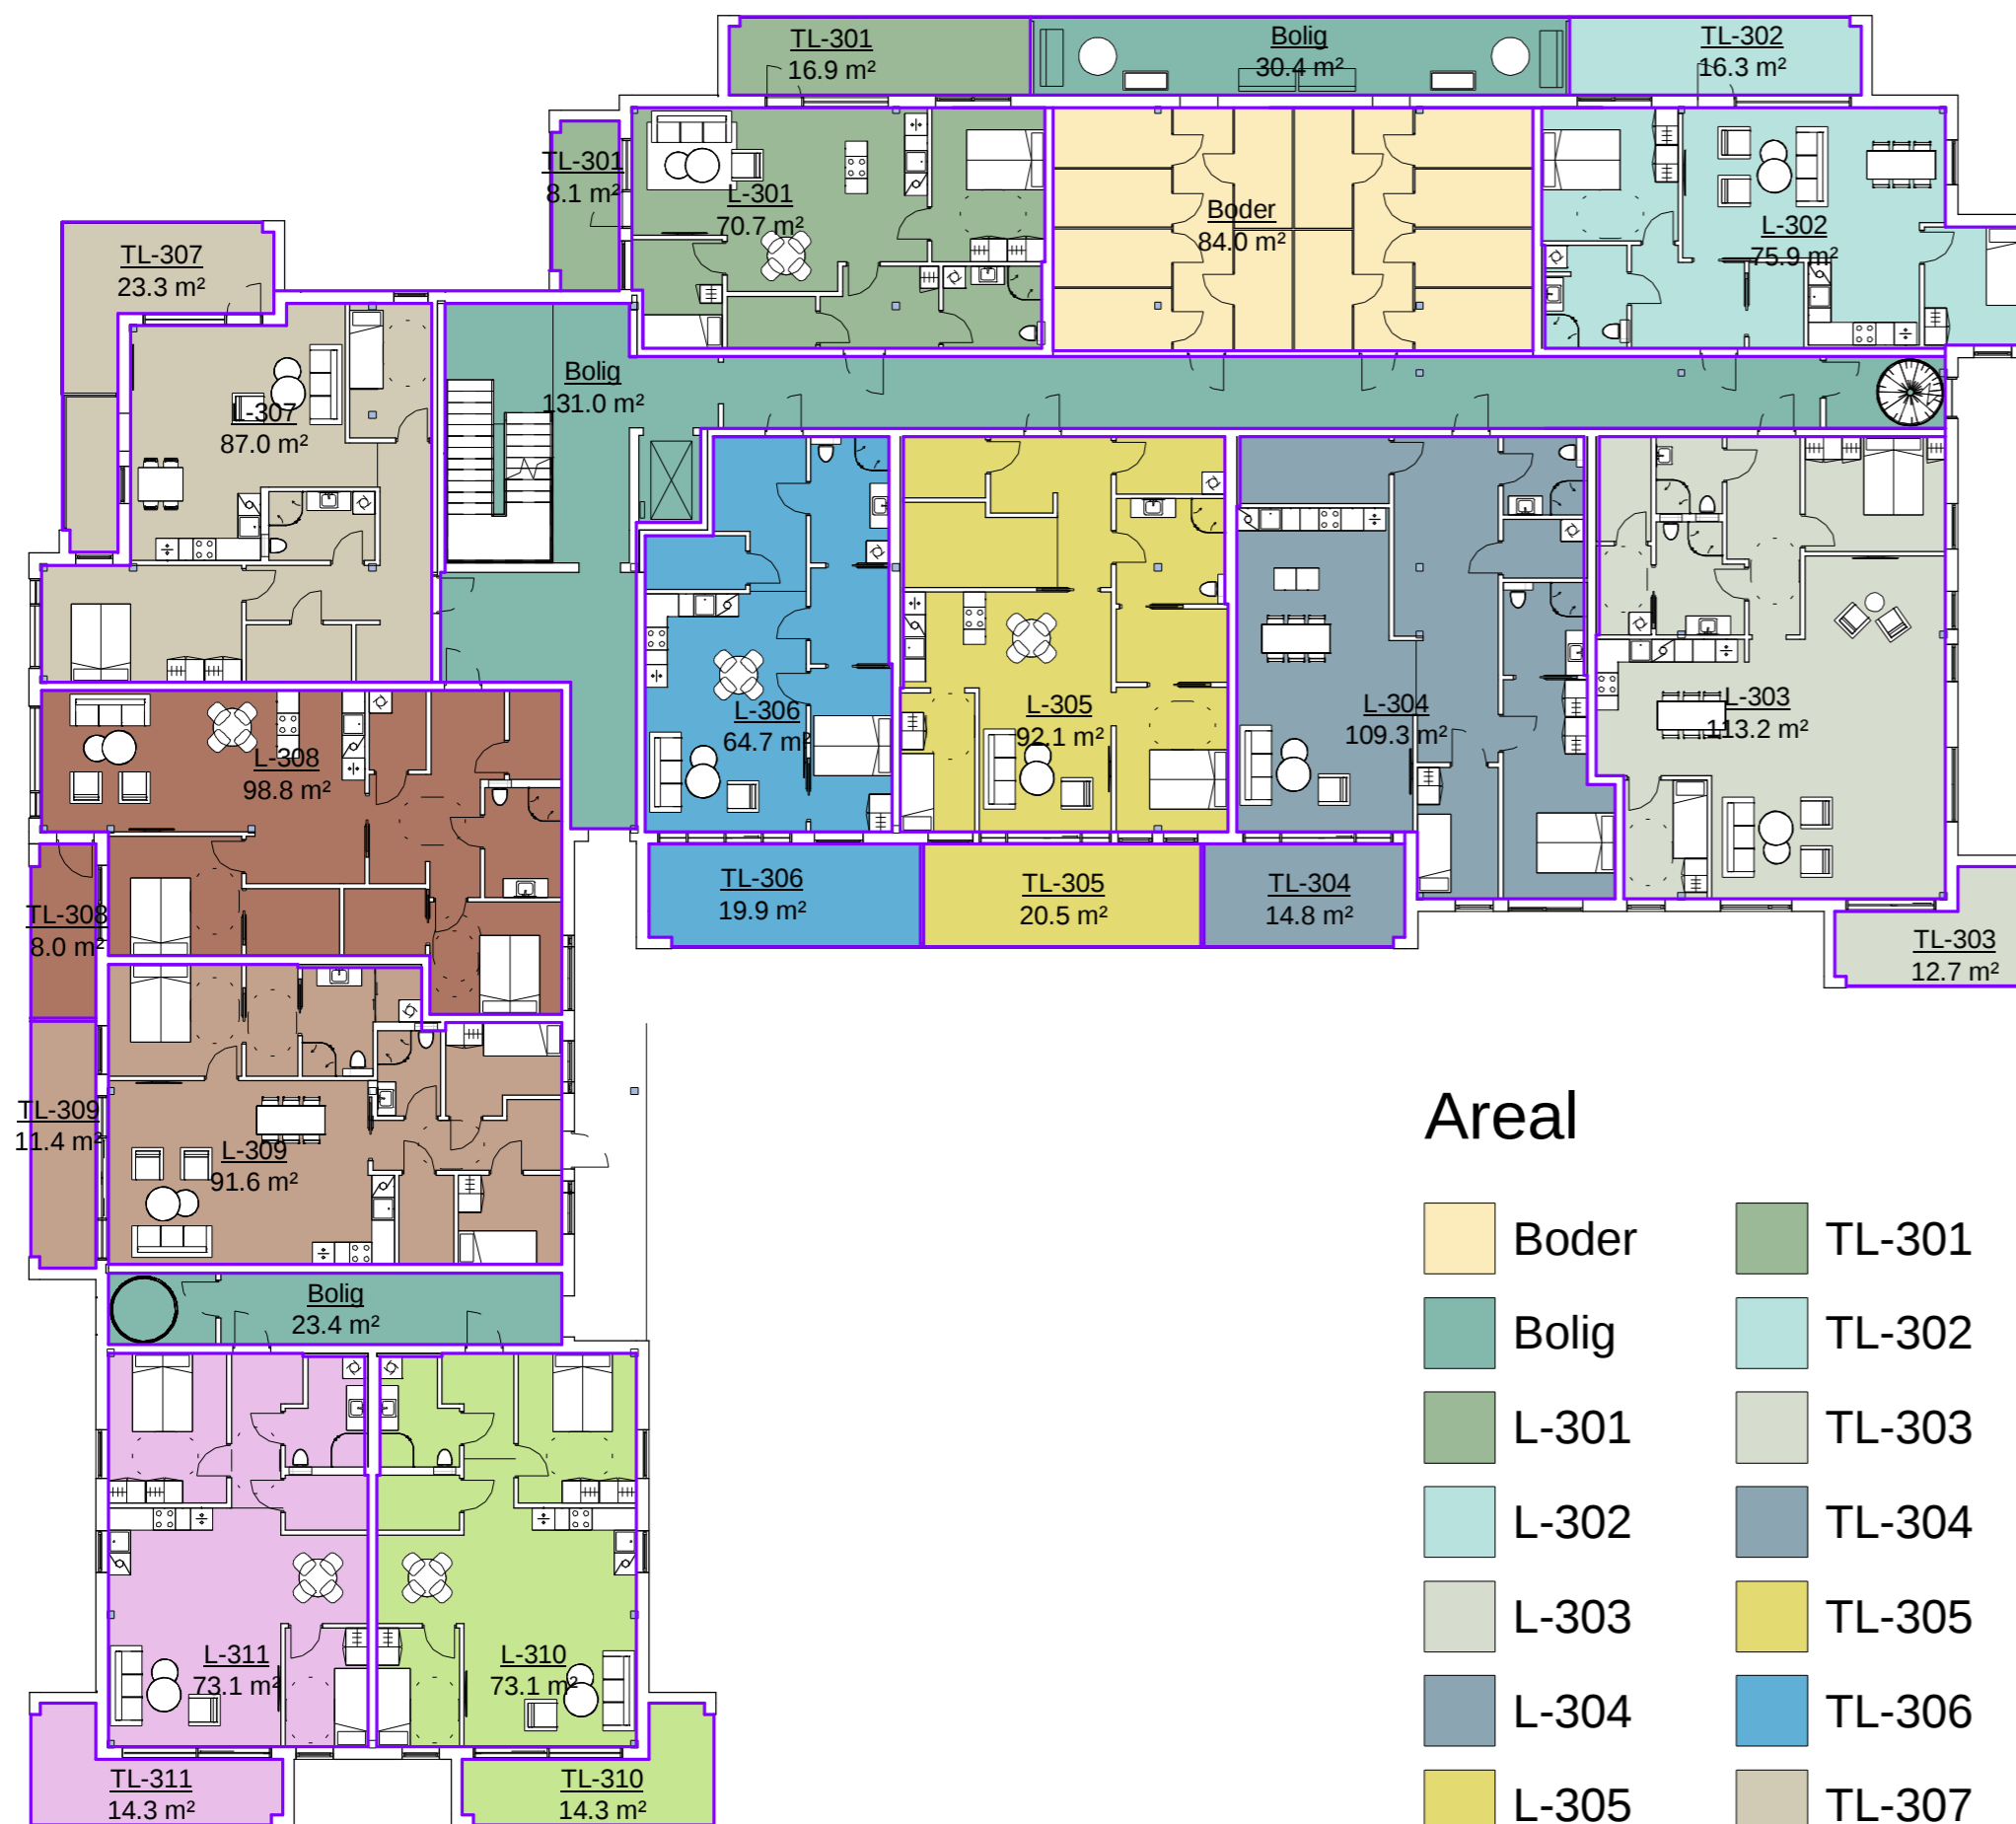 TL-301
16.9 m²
Bolig
30.4 m²
TL-302
16.3 m²
TL-301
8.1 m²
L-301
70.7 m²
Boder
84.0 m²
L-302
75.9 m²
TL-307
23.3 m²
Bolig
131.0 m²
L-307
87.0 m²
L-306
64.7 m²
L-305
92.1 m²
L-304
109.3 m²
L-303
113.2 m²
L-308
98.8 m²
TL-306
19.9 m²
TL-305
20.5 m²
TL-304
14.8 m²
TL-303
12.7 m²
TL-308
8.0 m²
TL-309
11.4 m²
L-309
91.6 m²
Bolig
23.4 m²
L-311
73.1 m²
L-310
73.1 m²
TL-311
14.3 m²
TL-310
14.3 m²
Areal
Boder
TL-301
Bolig
TL-302
L-301
TL-303
L-302
TL-304
L-303
TL-305
L-304
TL-306
L-305
TL-307